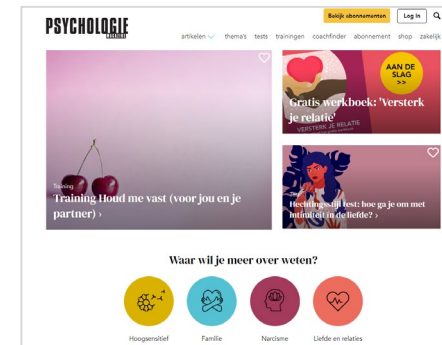 PSYCHOLOGIE
Bekijk abonnementen
Log In
artikelen thema's tests trainingen coachfinder abonnement shop zakelijk
Training
Training Houd me vast (voor jou en je
partner) ›
AAN DE
SLAG
>>
Gratis werkboek: 'Versterk
je relatie'
VERSTERK JE RELATIE
Hechtingsstijl test: hoe ga je om met
intimiteit in de liefde? ›
Waar wil je meer over weten?
Hoogsensitief
Familie
Narcisme
Liefde en relaties